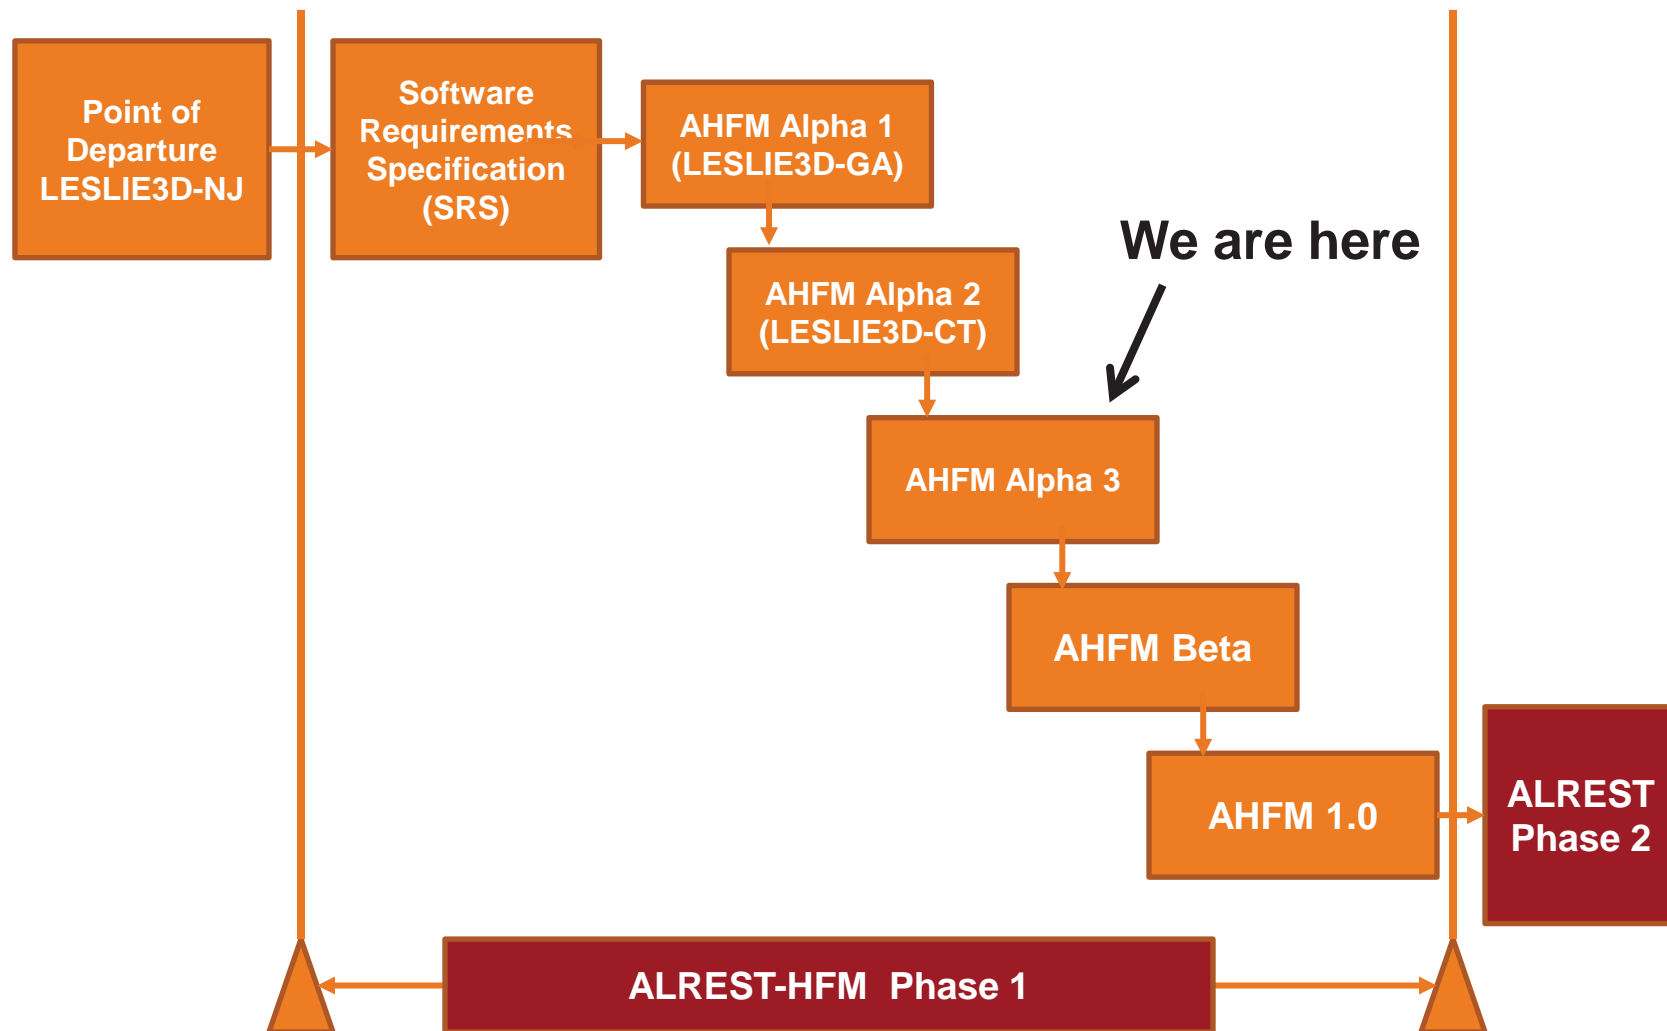 Point of
Departure
LESLIE3D-NJ
Software
Requirements
Specification
(SRS)
AHFM Alpha 1
(LESLIE3D-GA)
We are here
AHFM Alpha 2
(LESLIE3D-CT)
AHFM Alpha 3
AHFM Beta
AHFM 1.0
ALREST
Phase 2
ALREST-HFM Phase 1